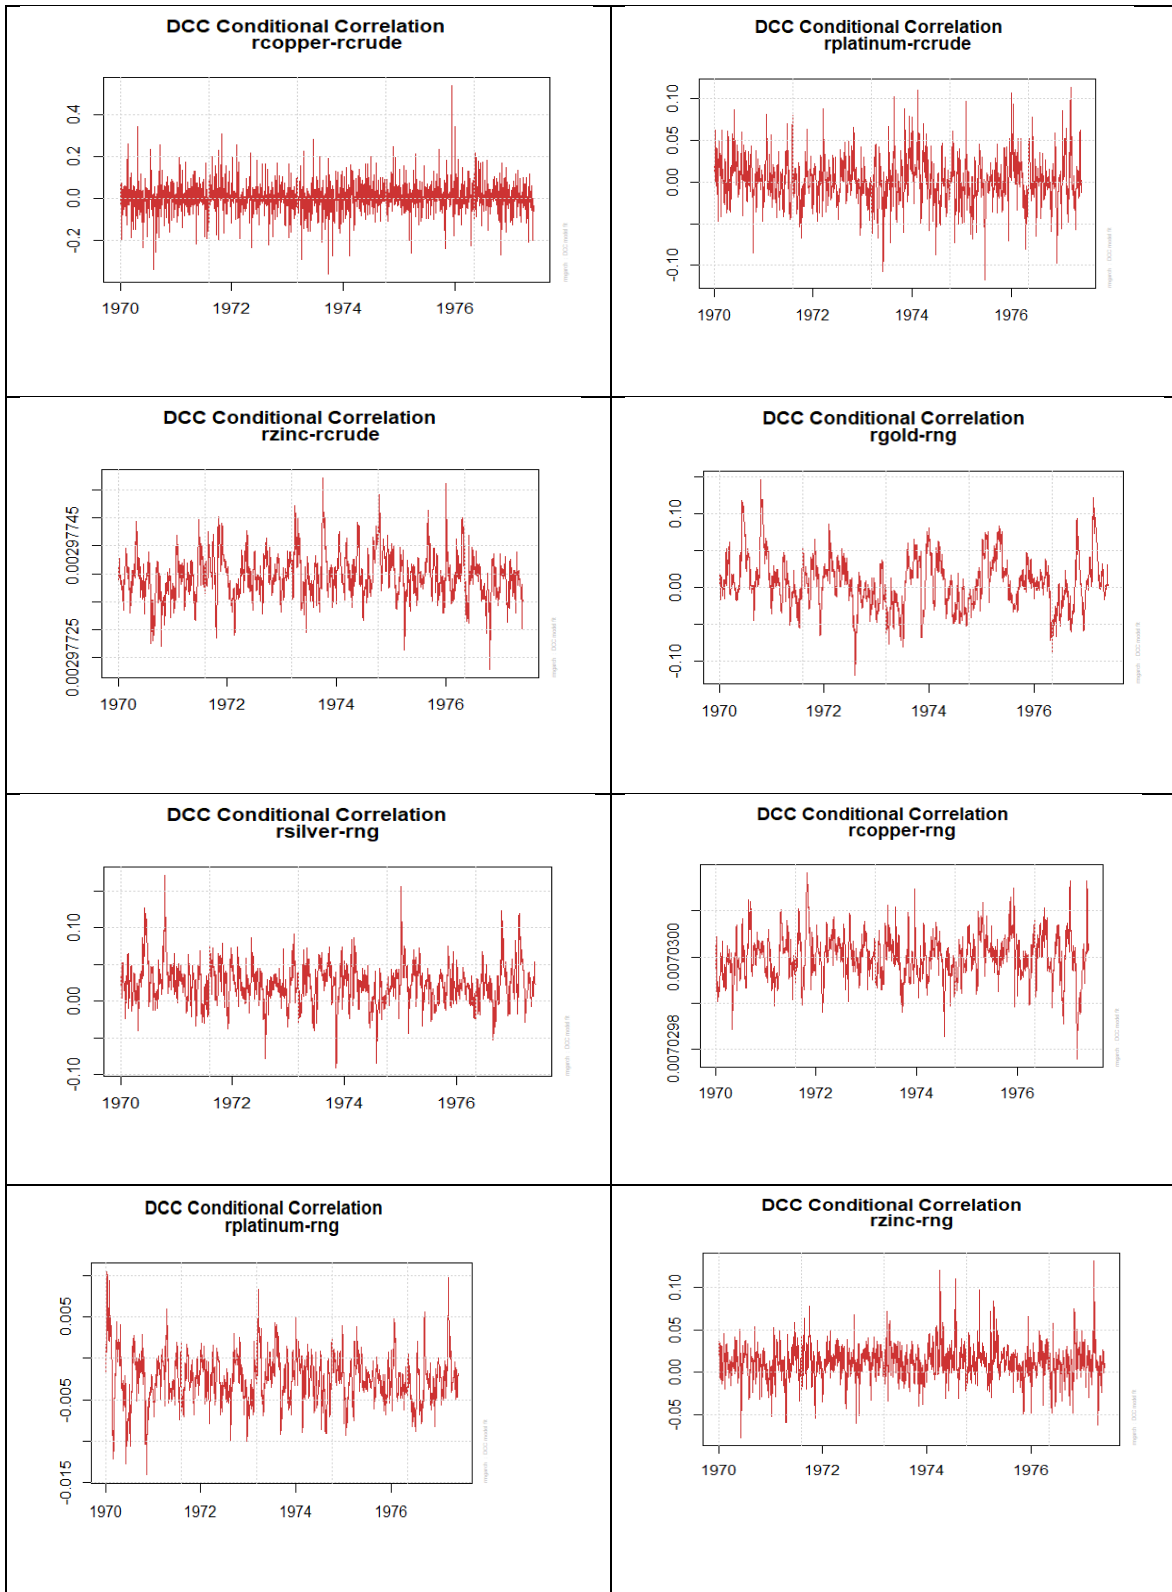 DCC Conditional Correlation
rcopper-rcrude
0.4
0.2
0.0
-0.2
1970 1972 1974 1976
DCC Conditional Correlation
rplatinum-rcrude
0.10
0.05
0.00
-0.10
1970 1972 1974 1976
DCC Conditional Correlation
rzinc-rcrude
0.00297745
0.00297725
1970 1972 1974 1976
DCC Conditional Correlation
rgold-rng
0.10
0.00
-0.10
1970 1972 1974 1976
DCC Conditional Correlation
rsilver-rng
0.10
0.00
-0.10
1970 1972 1974 1976
DCC Conditional Correlation
rcopper-rng
0.0070300
0.0070298
1970 1972 1974 1976
DCC Conditional Correlation
rplatinum-rng
0.005
-0.005
-0.015
1970 1972 1974 1976
DCC Conditional Correlation
rzinc-rng
0.10
0.05
0.00
-0.05
1970 1972 1974 1976